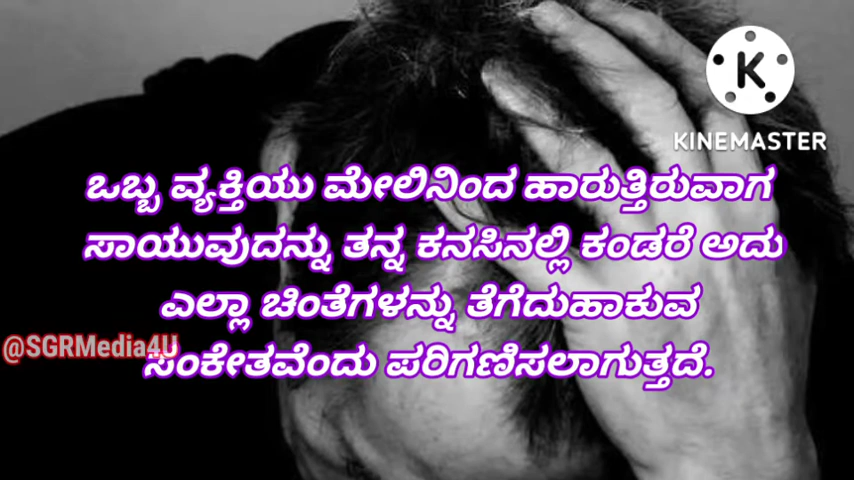 K
KINEMASTER
ಒಬ್ಬ ವ್ಯಕ್ತಿಯು ಮೇಲಿನಿಂದ ಹಾರುತ್ತಿರುವಾಗ
ಸಾಯುವುದನ್ನು ತನ್ನ ಕನಸಿನಲ್ಲಿ ಕಂಡರೆ ಅದು
ಎಲ್ಲಾ ಚಿಂತೆಗಳನ್ನು ತೆಗೆದುಹಾಕುವ
@SGRMedia4U
ಸಂಕೇತವೆಂದು ಪರಿಗಣಿಸಲಾಗುತ್ತದೆ.